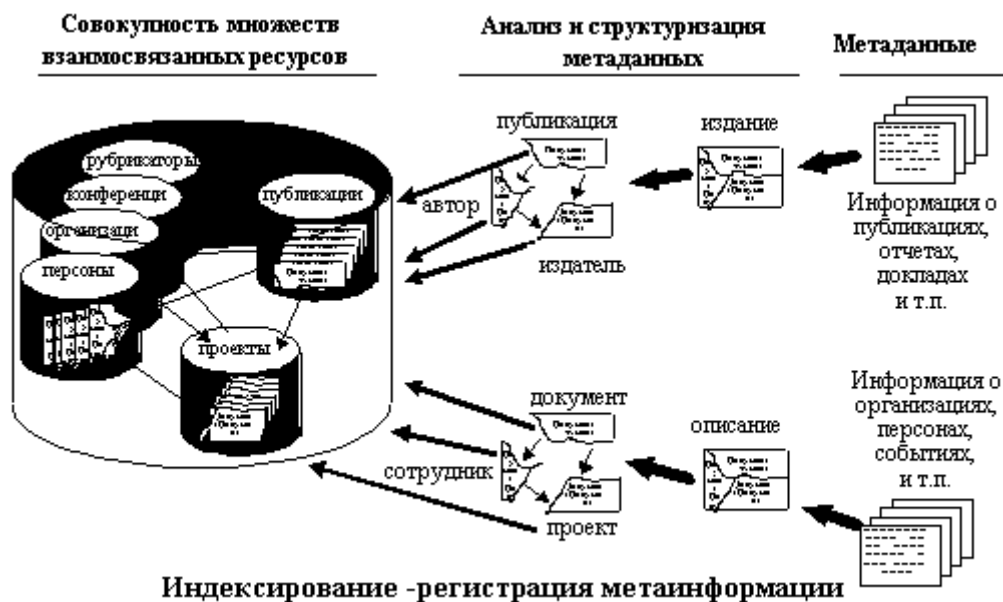 Совокупность множеств
взаимосвязанных ресурсов
Анализ и структуризация
метаданных
Метаданные
рубрикаторы
конференци
организаци
персоны
публикации
проекты
публикация
автор
издатель
издание
Информация о
публикациях,
отчетах,
докладах
и т.п.
документ
сотрудник
проект
описание
Информация о
организациях,
персонах,
событиях,
и т.п.
Индексирование -регистрация метаинформации